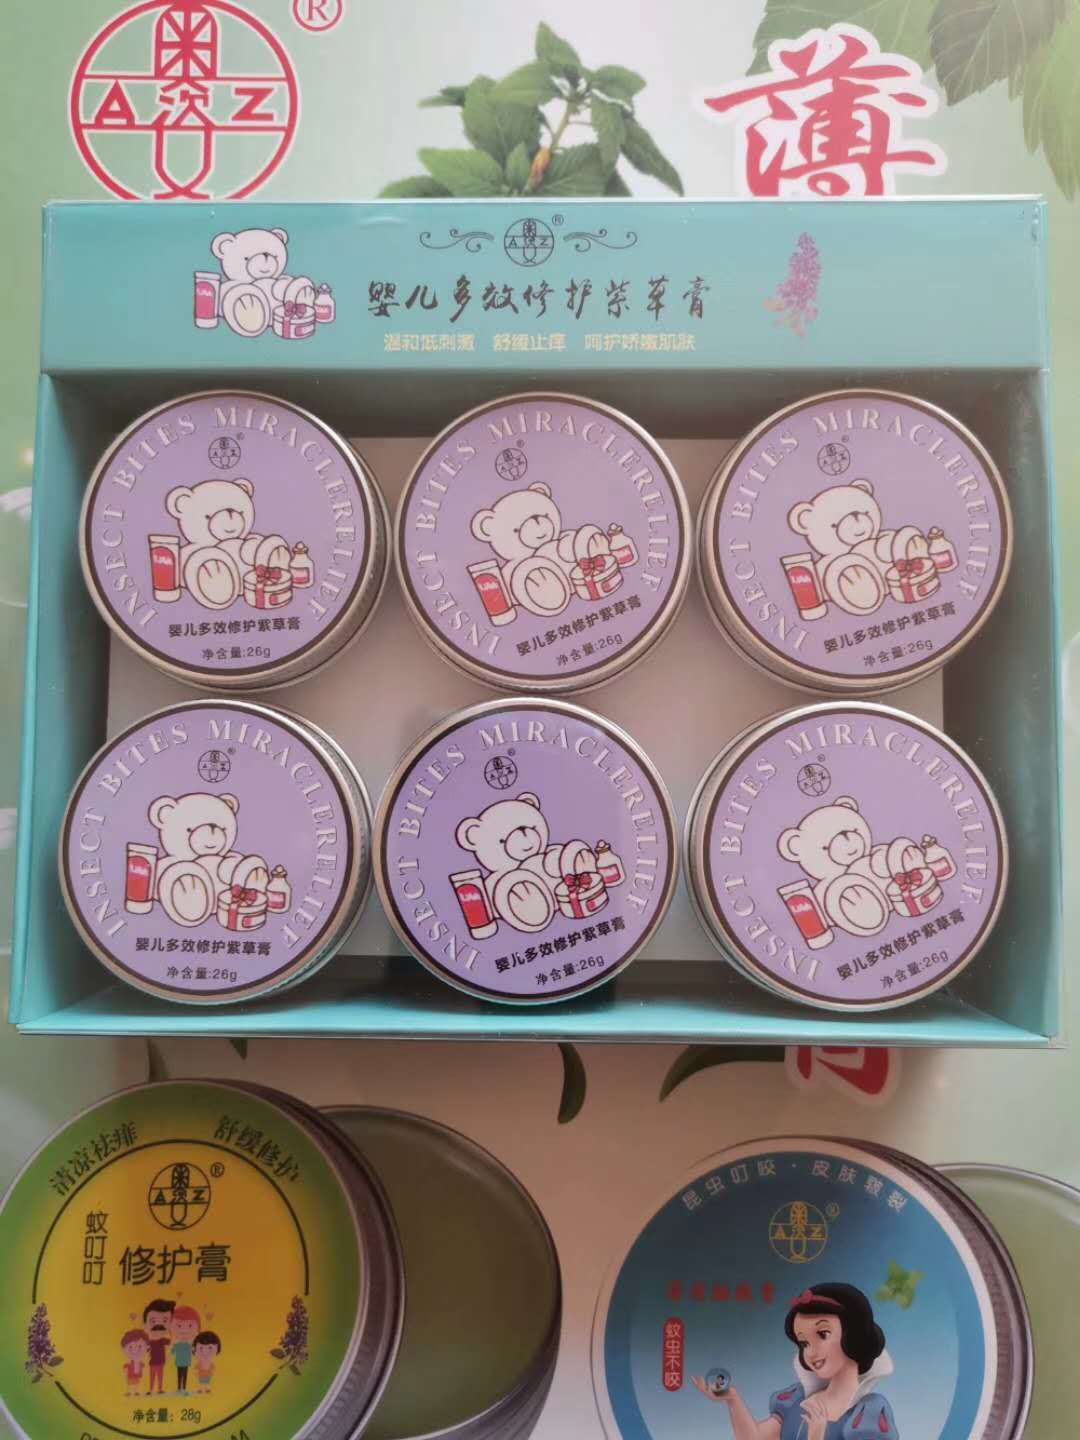 奥
A 次 Z
®
薄
A Z ®
婴儿多效修护紫草膏
温和低刺激 舒缓止痒 呵护娇嫩肌肤
INSECT BITES MIRACLERELIEF
A Z ®
婴儿多效修护紫草膏
净含量:26g
INSECT BITES MIRACLERELIEF
A Z ®
婴儿多效修护紫草膏
净含量:26g
INSECT BITES MIRACLERELIEF
A Z ®
婴儿多效修护紫草膏
净含量:26g
INSECT BITES MIRACLERELIEF
A Z ®
婴儿多效修护紫草膏
净含量:26g
INSECT BITES MIRACLERELIEF
A Z ®
婴儿多效修护紫草膏
净含量:26g
INSECT BITES MIRACLERELIEF
A Z ®
婴儿多效修护紫草膏
净含量:26g
清凉祛痱 舒缓修护
A Z ®
蚊叮叮
修护膏
净含量：28g
昆虫叮咬·皮肤皲裂
A Z ®
蚊虫不咬